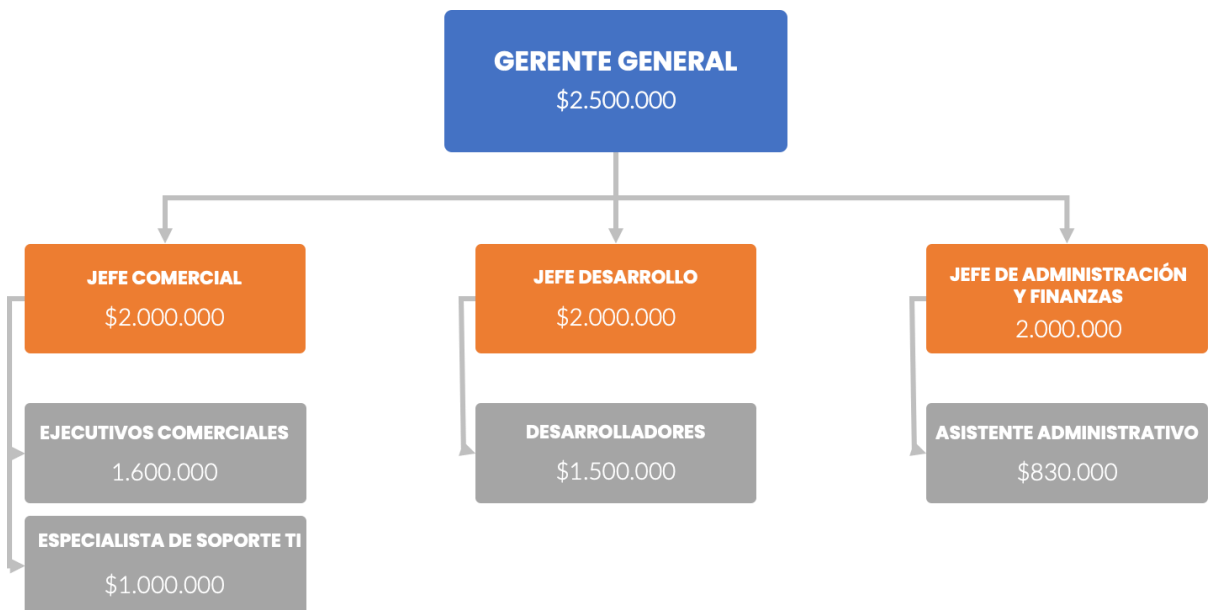 GERENTE GENERAL
$2.500.000
JEFE COMERCIAL
$2.000.000
JEFE DESARROLLO
$2.000.000
JEFE DE ADMINISTRACIÓN
Y FINANZAS
2.000.000
EJECUTIVOS COMERCIALES
1.600.000
DESARROLLADORES
$1.500.000
ASISTENTE ADMINISTRATIVO
$830.000
ESPECIALISTA DE SOPORTE TI
$1.000.000